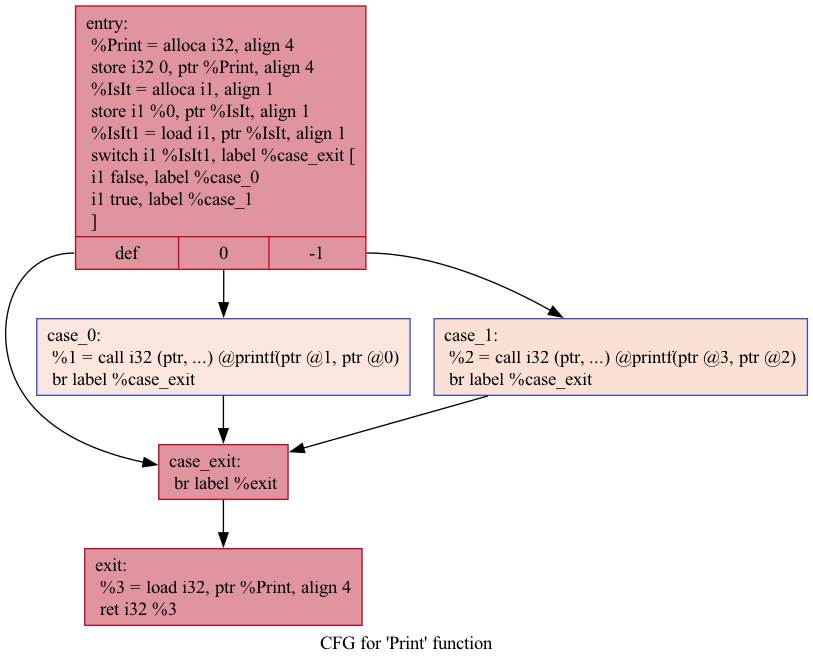 entry:
%Print = alloca i32, align 4
store i32 0, ptr %Print, align 4
%IsIt = alloca i1, align 1
store i1 %0, ptr %IsIt, align 1
%IsIt1 = load i1, ptr %IsIt, align 1
switch i1 %IsIt1, label %case_exit [
i1 false, label %case_0
i1 true, label %case_1
]
def 0 -1
case_0:
%1 = call i32 (ptr, ...) @printf(ptr @1, ptr @0)
br label %case_exit
case_1:
%2 = call i32 (ptr, ...) @printf(ptr @3, ptr @2)
br label %case_exit
case_exit:
br label %exit
exit:
%3 = load i32, ptr %Print, align 4
ret i32 %3
CFG for 'Print' function